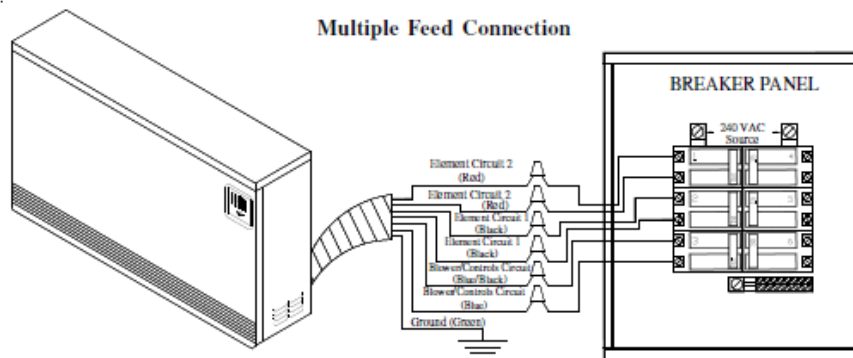 Multiple Feed Connection
BREAKER PANEL
240 VAC
Source
Element Circuit 2
(Red)
Element Circuit 2
(Red)
Element Circuit 1
(Black)
Element Circuit 1
(Black)
Blower/Controls Circuit
(Blue/Black)
Blower/Controls Circuit
(Blue)
Ground (Green)
2
5
3
6